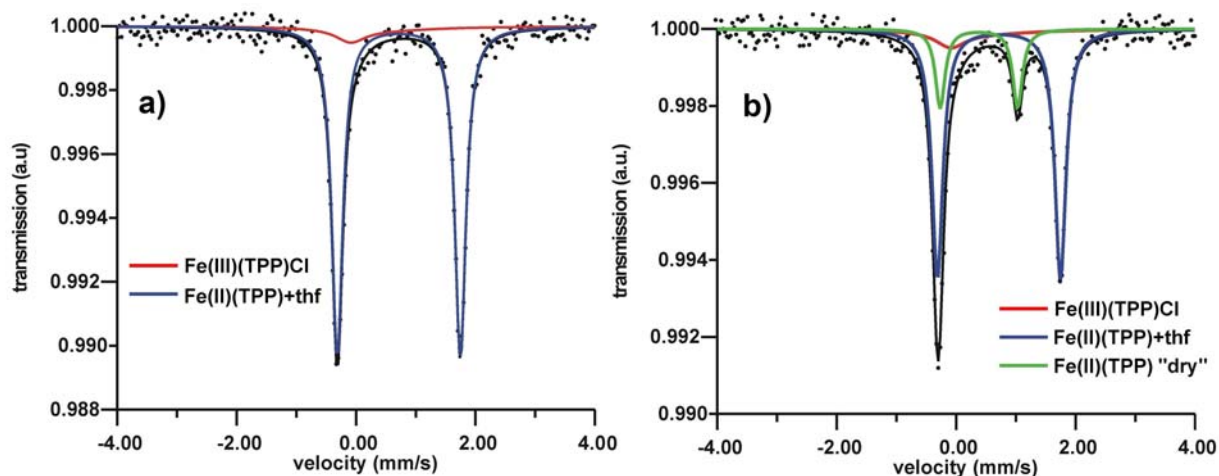 1.000
0.998
0.996
0.994
0.992
0.990
0.988
transmission (a.u)
a)
Fe(III)(TPP)Cl
Fe(II)(TPP)+thf
-4.00 -2.00 0.00 2.00 4.00
velocity (mm/s)
1.000
0.998
0.996
0.994
0.992
0.990
transmission (a.u.)
b)
Fe(III)(TPP)Cl
Fe(II)(TPP)+thf
Fe(II)(TPP) "dry"
-4.00 -2.00 0.00 2.00 4.00
velocity (mm/s)